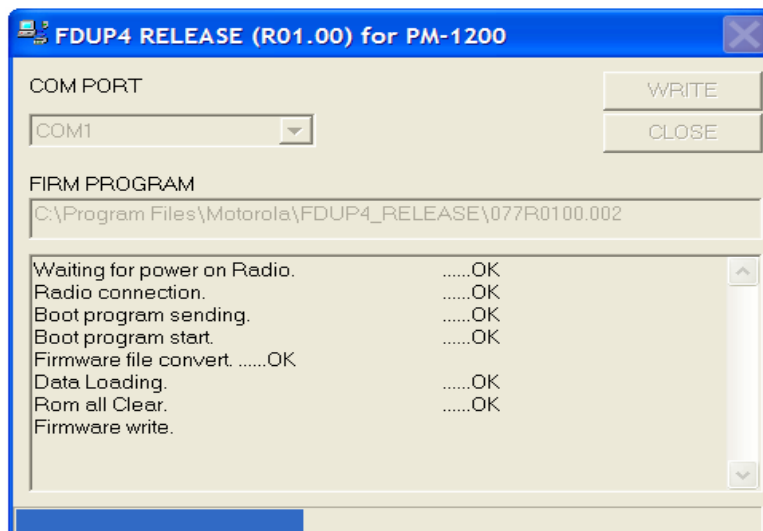 FDUP4 RELEASE (R01.00) for PM-1200
COM PORT
WRITE
COM1
CLOSE
FIRM PROGRAM
C:\Program Files\Motorola\FDUP4_RELEASE\077R0100.002
Waiting for power on Radio. ......OK
Radio connection. ......OK
Boot program sending. ......OK
Boot program start. ......OK
Firmware file convert. ......OK
Data Loading. ......OK
Rom all Clear. ......OK
Firmware write.